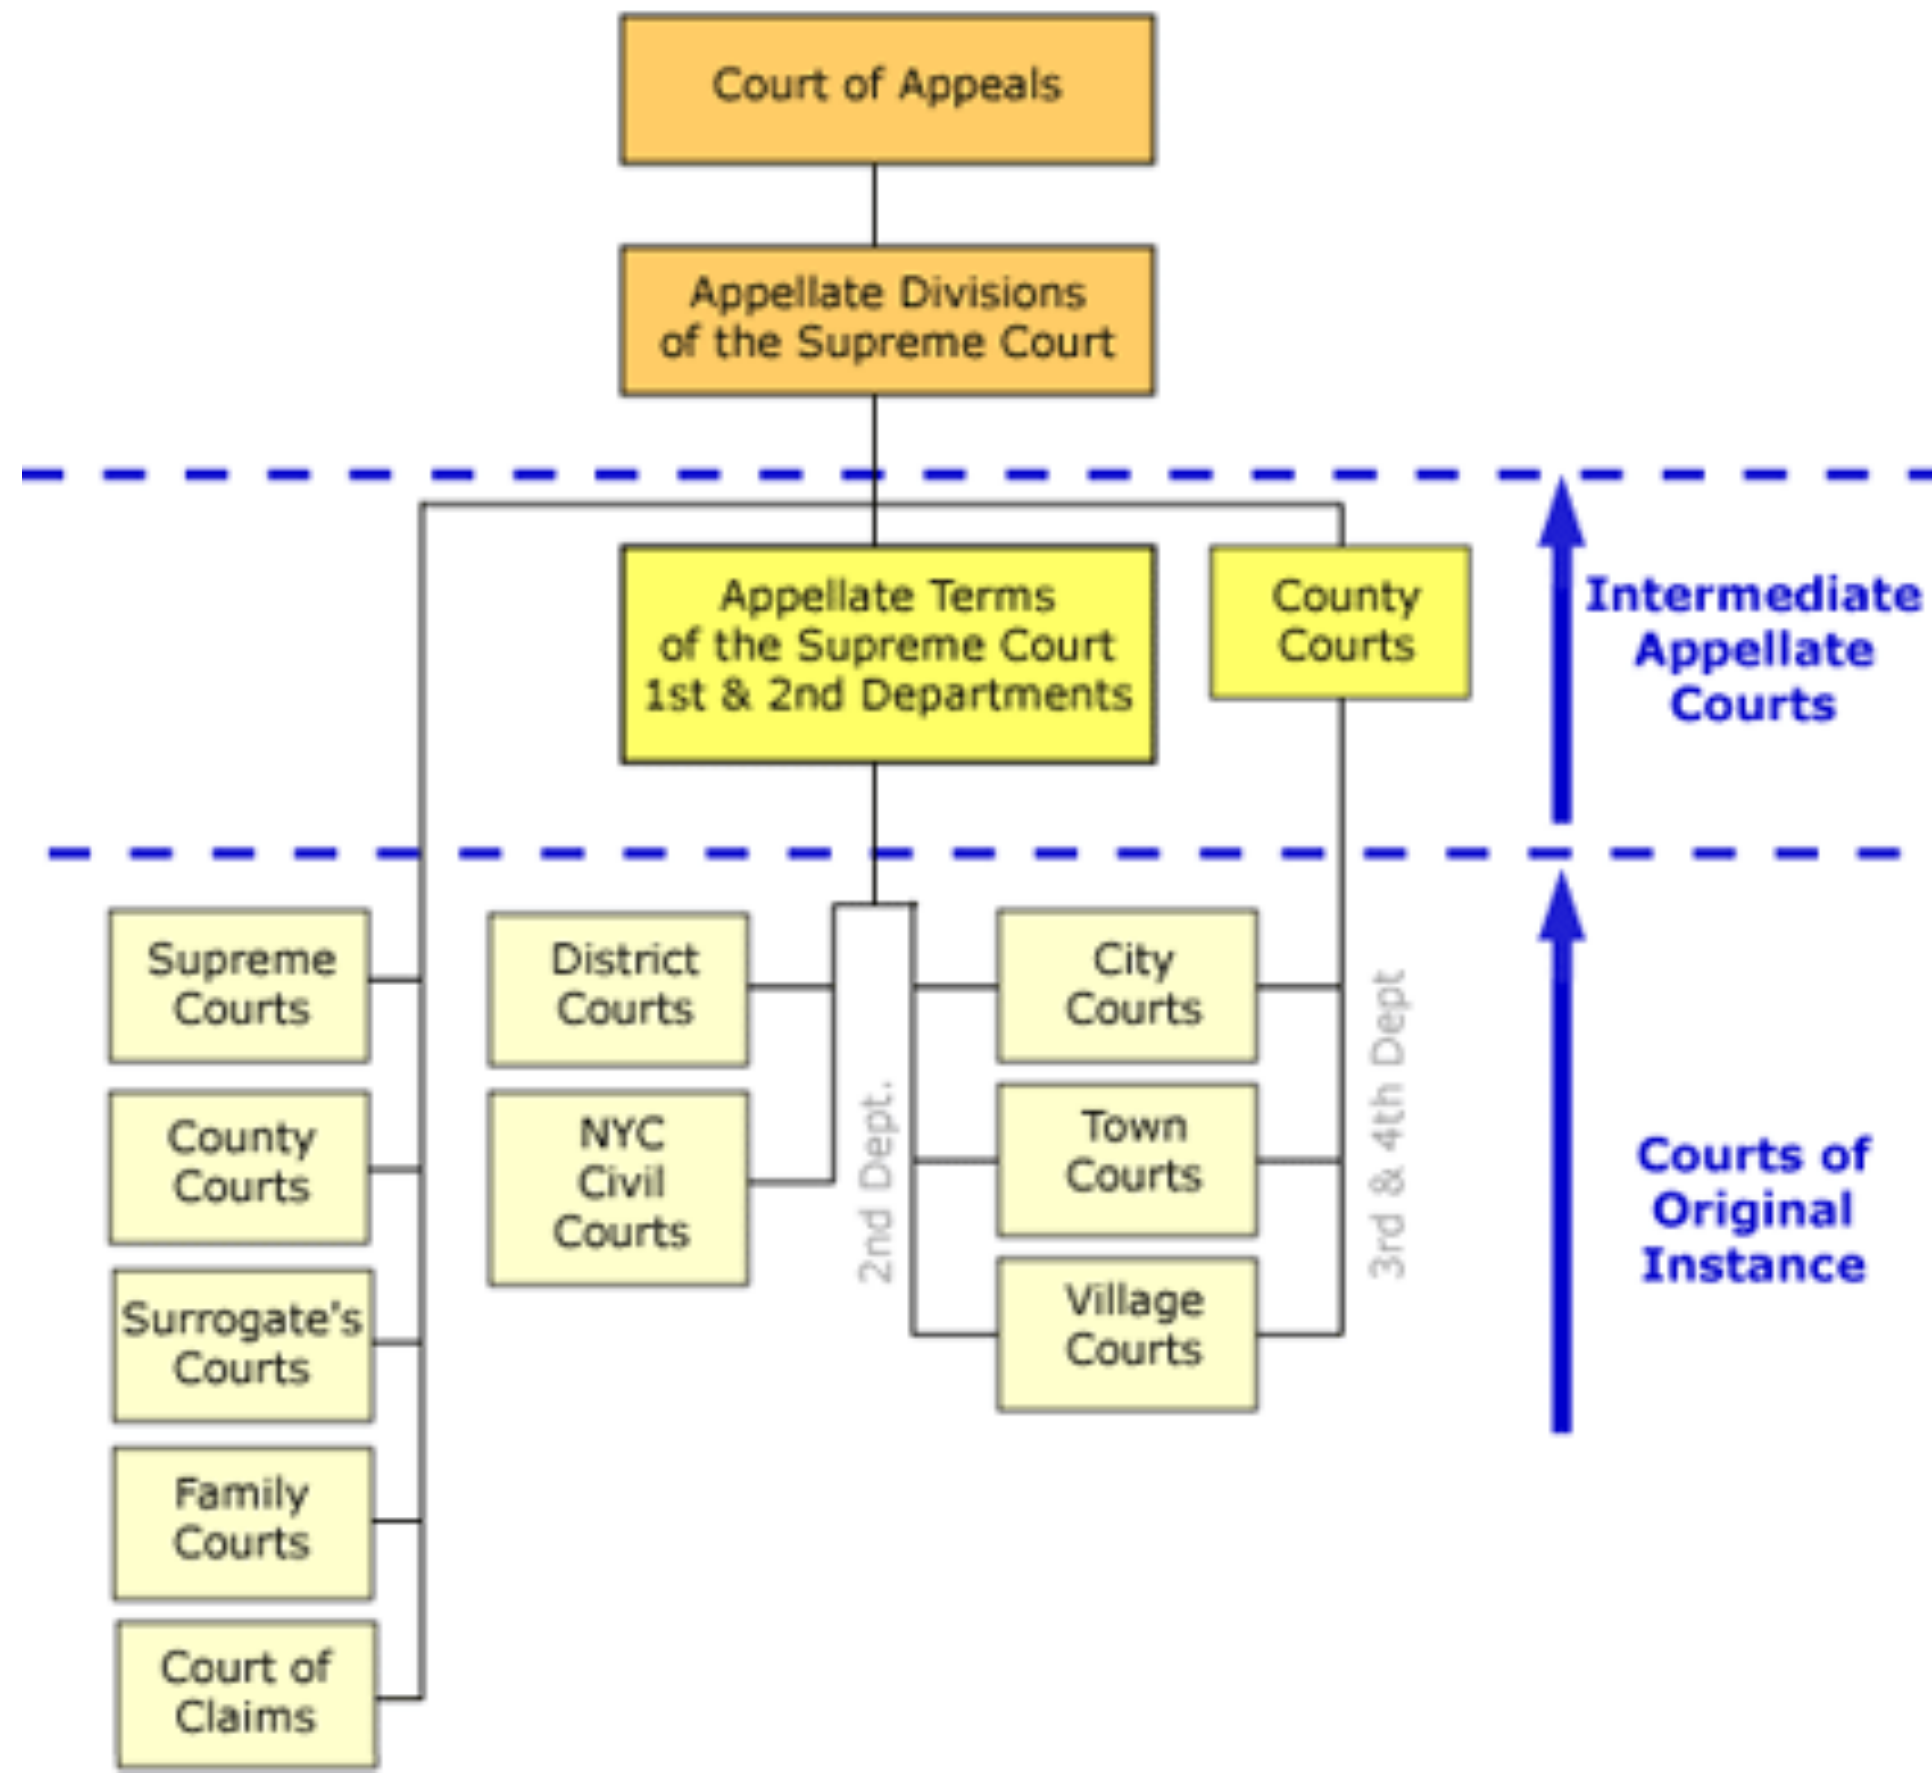 Court of Appeals
Appellate Divisions
of the Supreme Court
Appellate Terms
of the Supreme Court
1st & 2nd Departments
County
Courts
Intermediate
Appellate
Courts
Supreme
Courts
County
Courts
Surrogate's
Courts
Family
Courts
Court of
Claims
District
Courts
NYC
Civil
Courts
2nd Dept.
City
Courts
Town
Courts
Village
Courts
3rd & 4th Dept
Courts of
Original
Instance